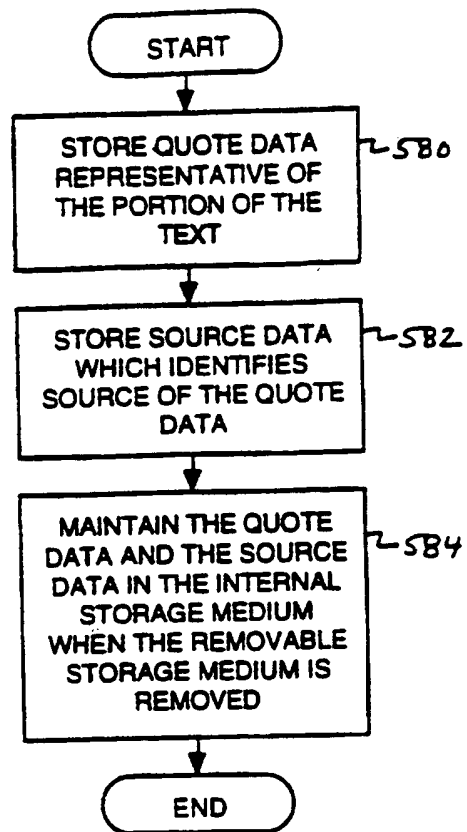 START
STORE QUOTE DATA
REPRESENTATIVE OF
THE PORTION OF THE
TEXT
580
STORE SOURCE DATA
WHICH IDENTIFIES
SOURCE OF THE QUOTE
DATA
582
MAINTAIN THE QUOTE
DATA AND THE SOURCE
DATA IN THE INTERNAL
STORAGE MEDIUM
WHEN THE REMOVABLE
STORAGE MEDIUM IS
REMOVED
584
END